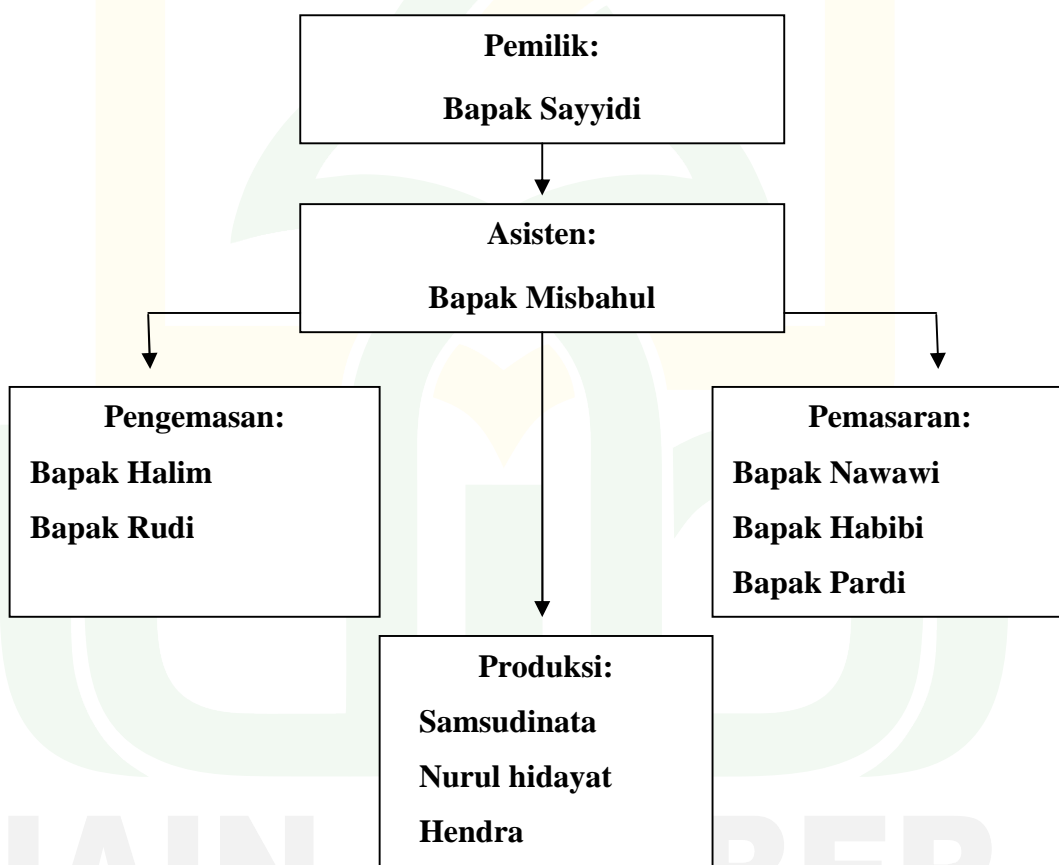 Pemilik:
Bapak Sayyidi
Asisten:
Bapak Misbahul
Pengemasan:
Bapak Halim
Bapak Rudi
Pemasaran:
Bapak Nawawi
Bapak Habibi
Bapak Pardi
Produksi:
Samsudinata
Nurul hidayat
Hendra